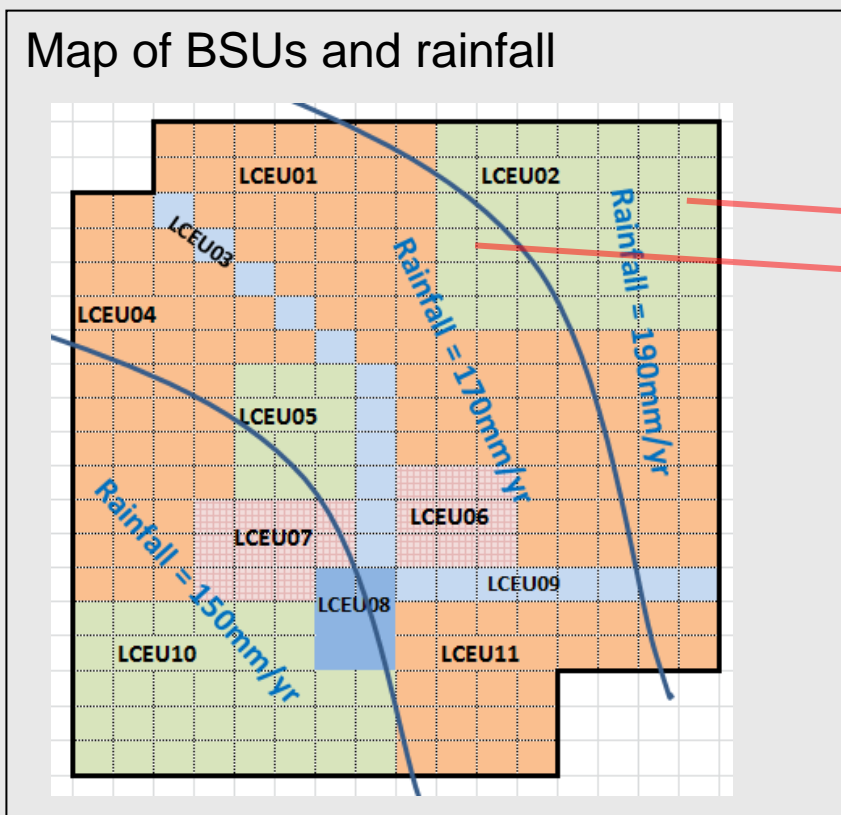 Map of BSUs and rainfall
LCEU01
LCEU02
LCEU03
Rainfall = 190mm/yr
Rainfall = 170mm/yr
LCEU04
LCEU05
Rainfall = 150mm/yr
LCEU06
LCEU07
LCEU09
LCEU08
LCEU10
LCEU11